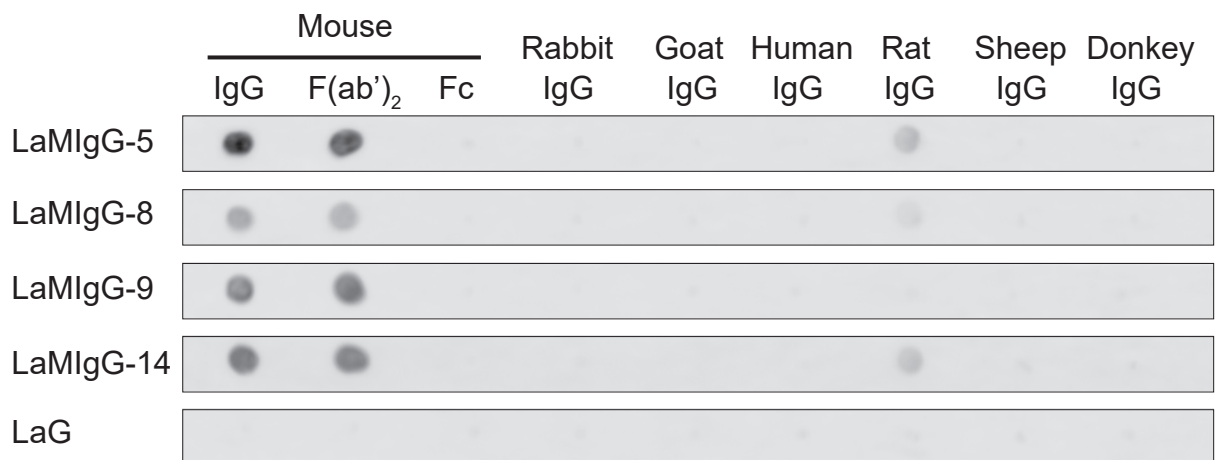 Mouse
Rabbit Goat Human Rat Sheep Donkey
IgG F(ab’)₂ Fc IgG IgG IgG IgG IgG IgG
LaMIgG-5
LaMIgG-8
LaMIgG-9
LaMIgG-14
LaG